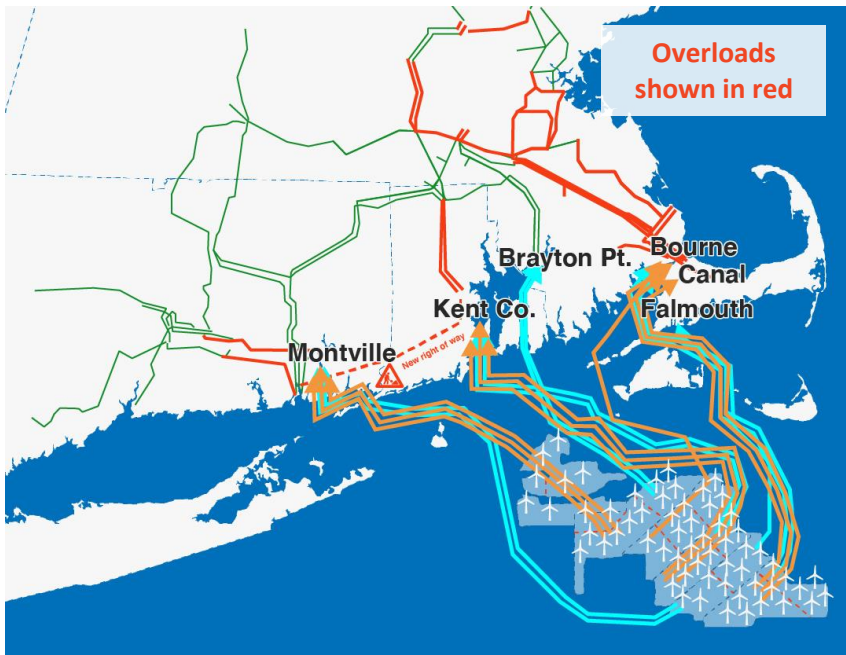 Overloads
shown in red
Bourne
Brayton Pt.
Canal
Kent Co.
Falmouth
New right of way
Montville